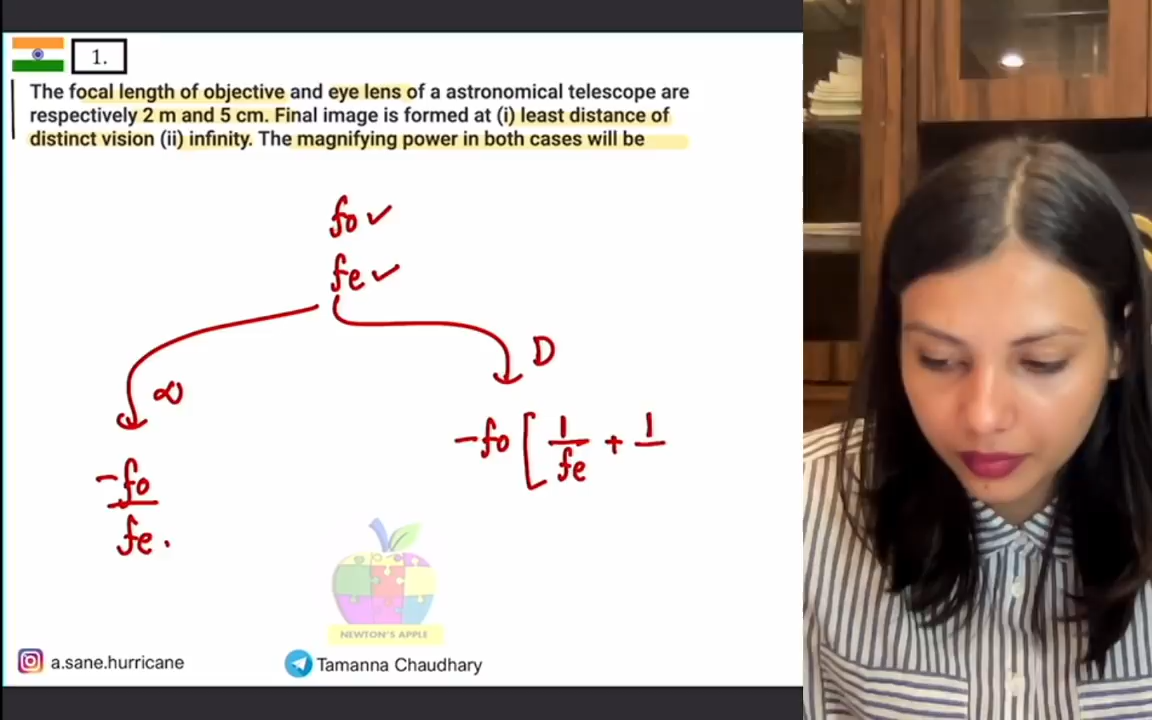 1.
The focal length of objective and eye lens of a astronomical telescope are
respectively 2 m and 5 cm. Final image is formed at (i) least distance of
distinct vision (ii) infinity. The magnifying power in both cases will be
fo ✓
fe ✓
∞
D
-fo/fe.
-fo [ 1/fe + 1/
NEWTON'S APPLE
a.sane.hurricane
Tamanna Chaudhary